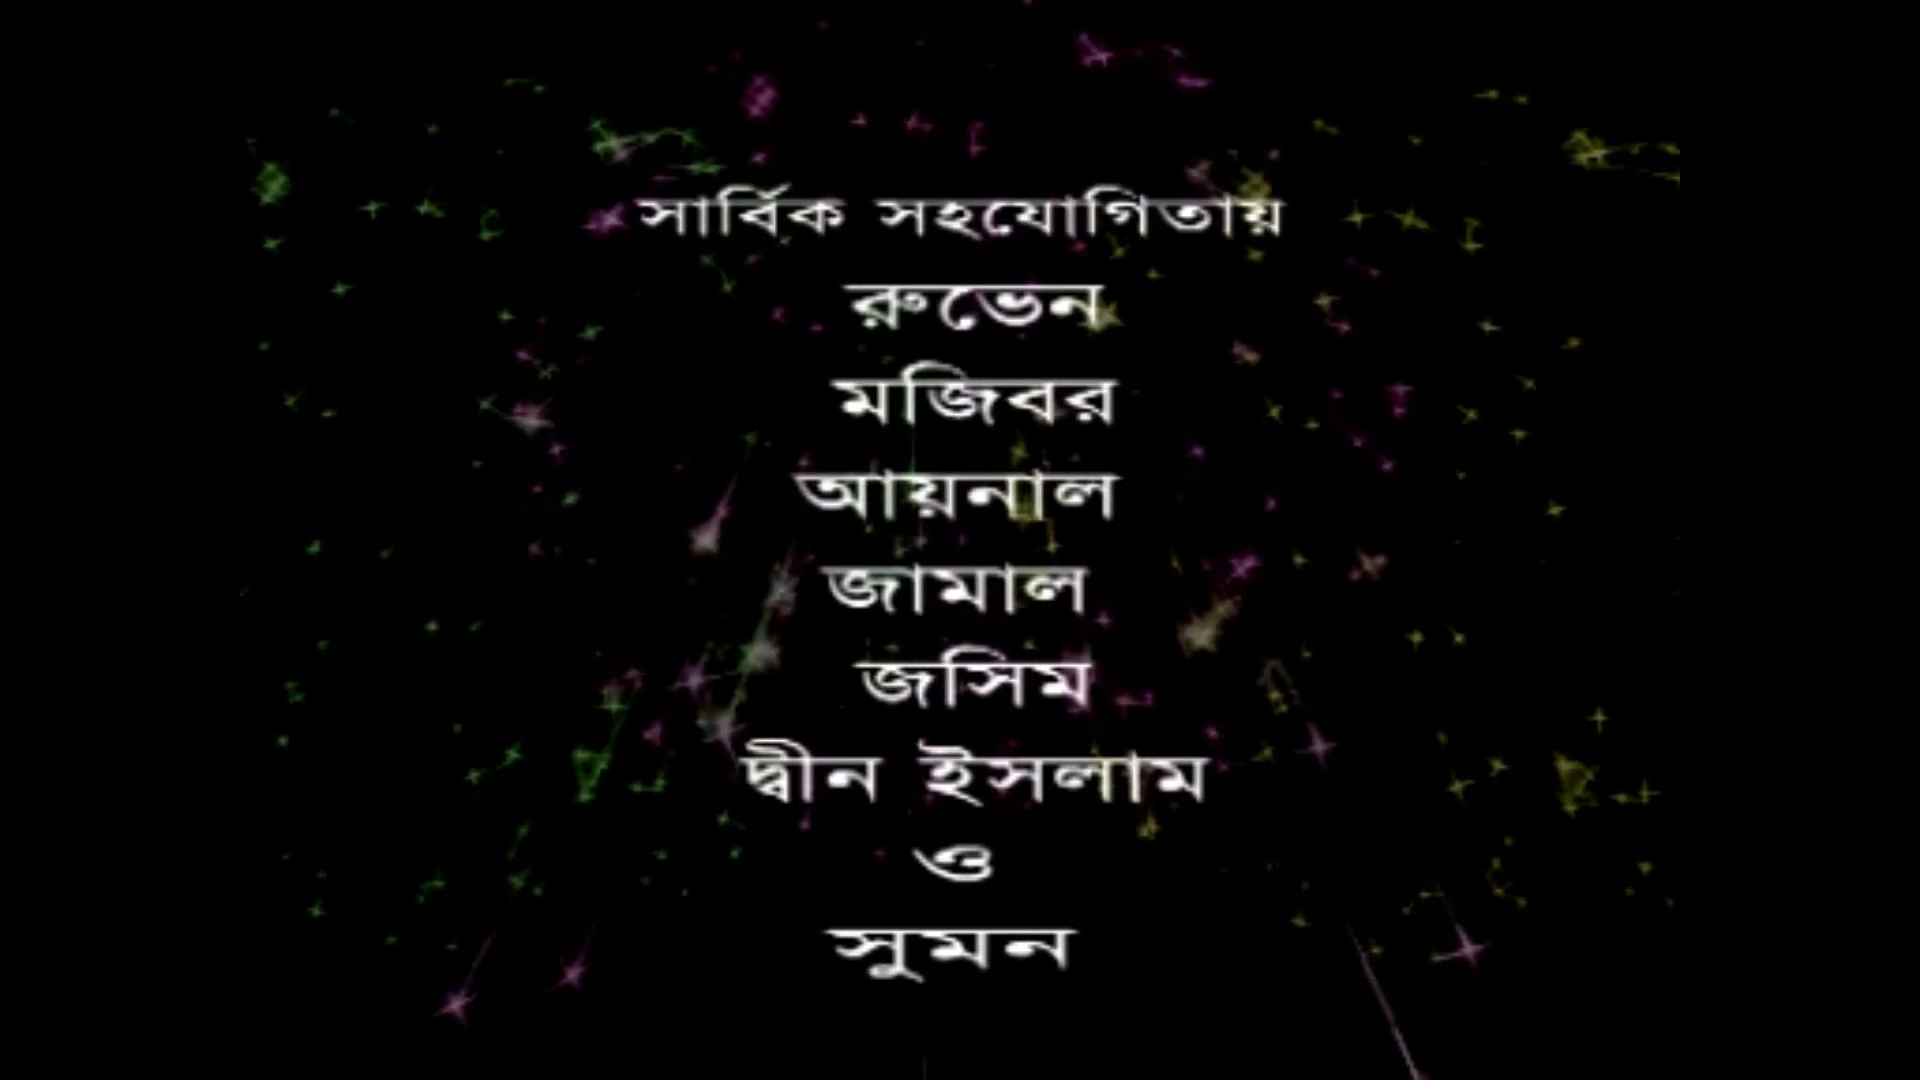 সার্বিক সহযোগিতায়
রুভেন
মজিবর
আয়নাল
জামাল
জসিম
দ্বীন ইসলাম
ও
সুমন